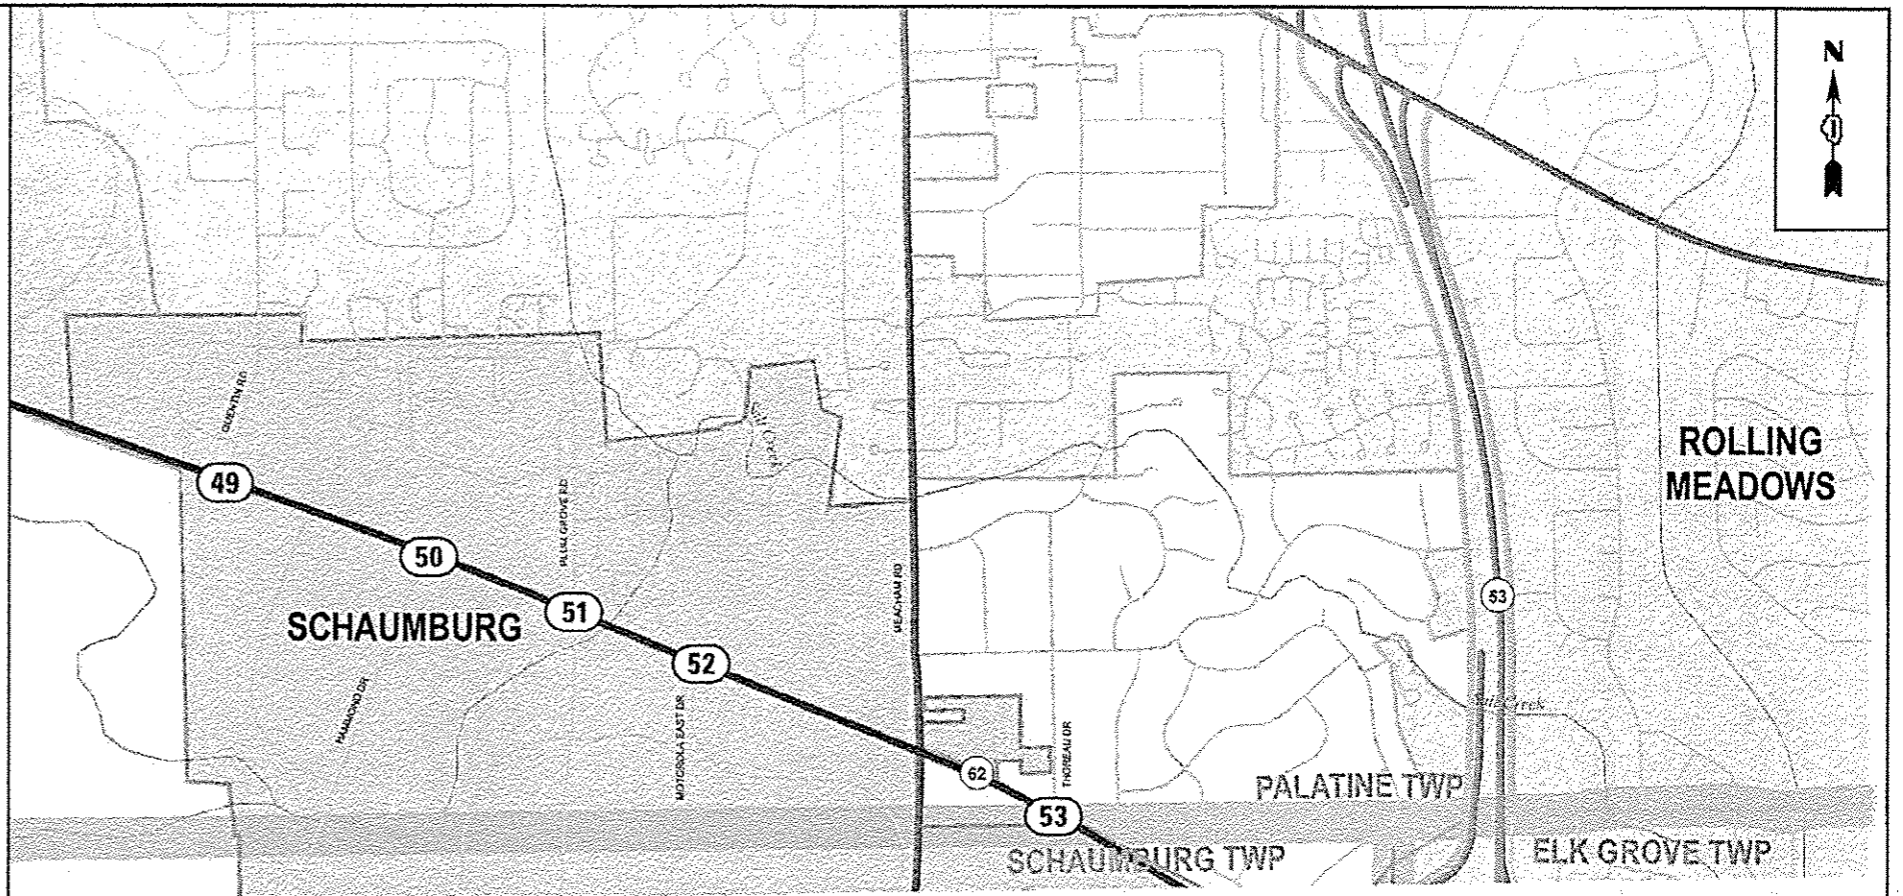 N
QUENTIN RD
49
ROLLING
MEADOWS
PLUM GROVE RD
50
MEACHAM RD
53
51
SCHAUMBURG
52
HAMMOND DR
MOTOROLA EAST DR
THOREAU DR
Salt Creek
Salt Creek
62
PALATINE TWP
53
SCHAUMBURG TWP
ELK GROVE TWP